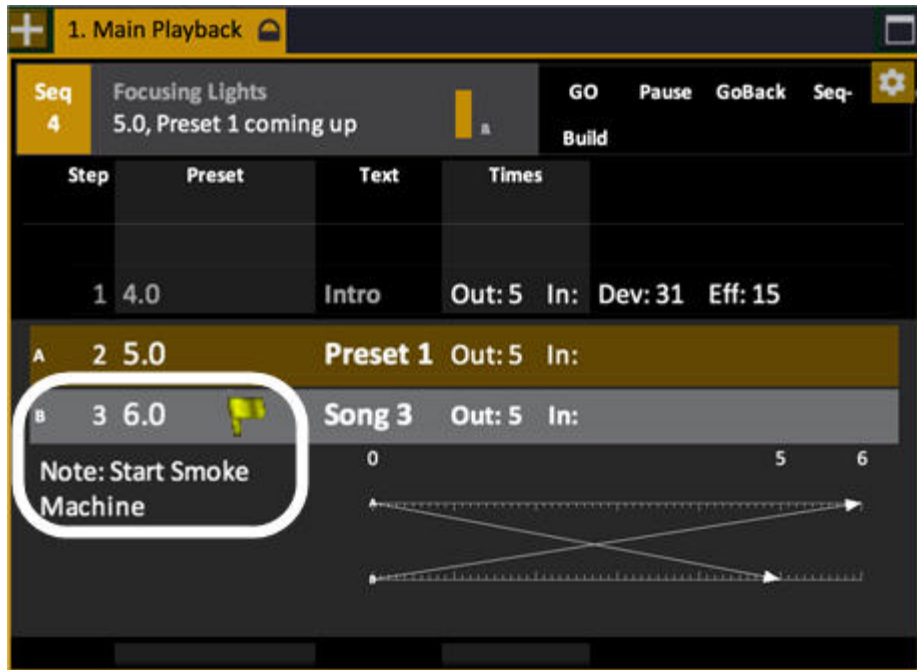 1. Main Playback
Seq 4
Focusing Lights
5.0, Preset 1 coming up
B
GO Pause GoBack Seq-
Build
Step Preset Text Times
1 4.0 Intro Out: 5 In: Dev: 31 Eff: 15
A 2 5.0 Preset 1 Out: 5 In:
B 3 6.0 Song 3 Out: 5 In:
Note: Start Smoke
Machine
0 5 6
A
B